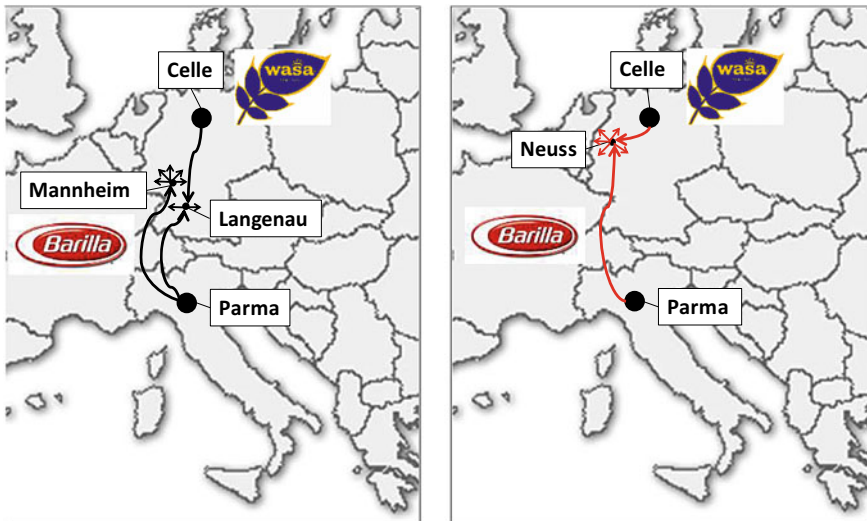 Celle
wasa
Mannheim
Langenau
Barilla
Parma
Celle
wasa
Neuss
Barilla
Parma